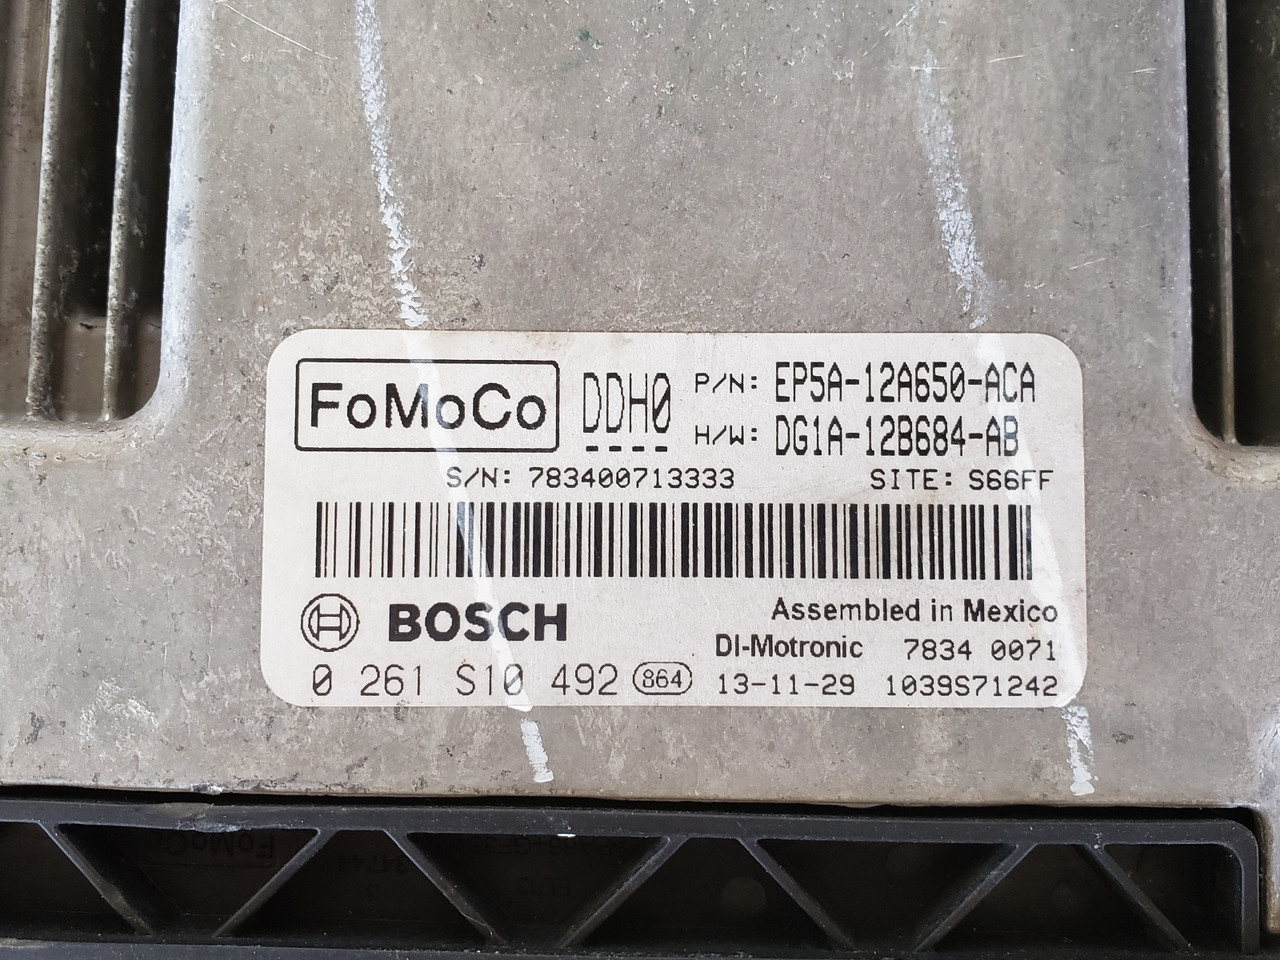 FoMoCo DDH0 P/N: EP5A-12A650-ACA
H/W: DG1A-12B684-AB
S/N: 783400713333 SITE: S66FF
BOSCH Assembled in Mexico
DI-Motronic 7834 0071
0 261 S10 492 864 13-11-29 1039S71242
FoMoCo